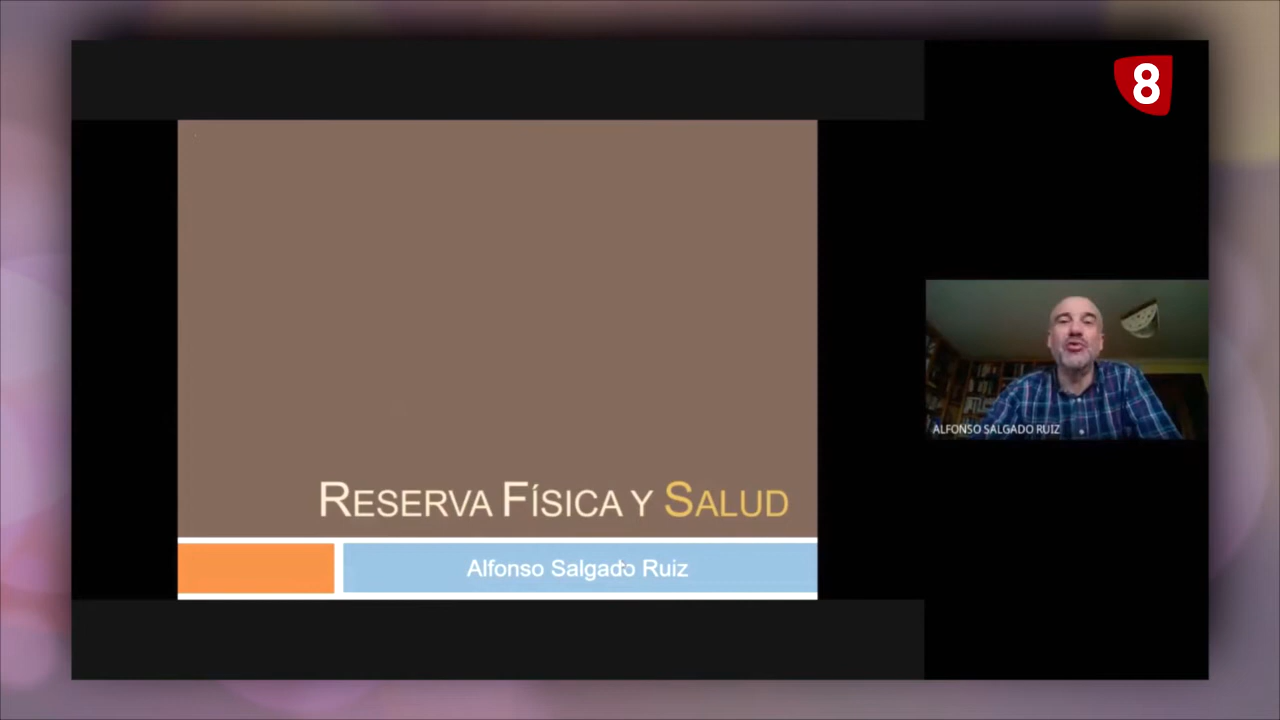 8
RESERVA FÍSICA Y SALUD
Alfonso Salgado Ruiz
ALFONSO SALGADO RUIZ